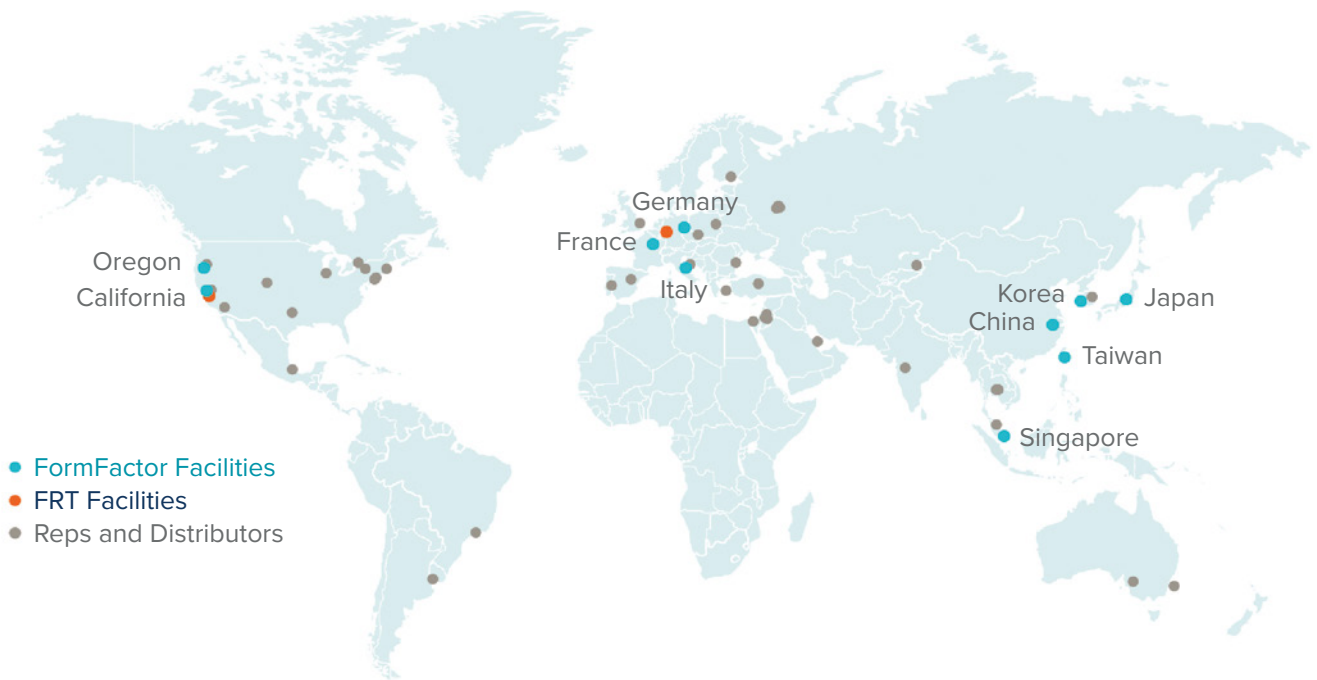 Germany
France
Oregon
California
Italy
Korea
Japan
China
Taiwan
Singapore
FormFactor Facilities
FRT Facilities
Reps and Distributors